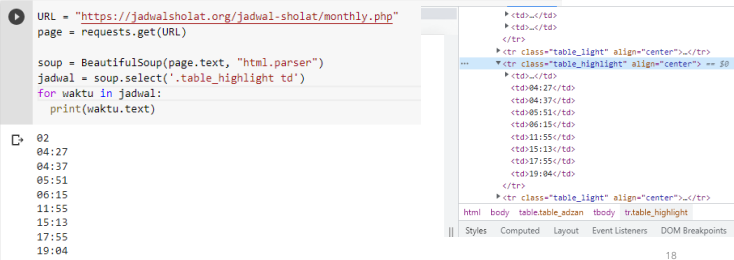 URL = "https://jadwalsholat.org/jadwal-sholat/monthly.php"
page = requests.get(URL)
soup = BeautifulSoup(page.text, "html.parser")
jadwal = soup.select('.table_highlight td')
for waktu in jadwal:
print(waktu.text)
02
04:27
04:37
05:51
06:15
11:55
15:13
17:55
19:04
<td>…</td>
<td>…</td>
</tr>
<tr class="table_light" align="center">…</tr>
<tr class="table_highlight" align="center"> == $0
<td>…</td>
<td>04:27</td>
<td>04:37</td>
<td>05:51</td>
<td>06:15</td>
<td>11:55</td>
<td>15:13</td>
<td>17:55</td>
<td>19:04</td>
</tr>
<tr class="table_light" align="center">…</tr>
html body table.table_adzan tbody tr.table_highlight
Styles Computed Layout Event Listeners DOM Breakpoints
18